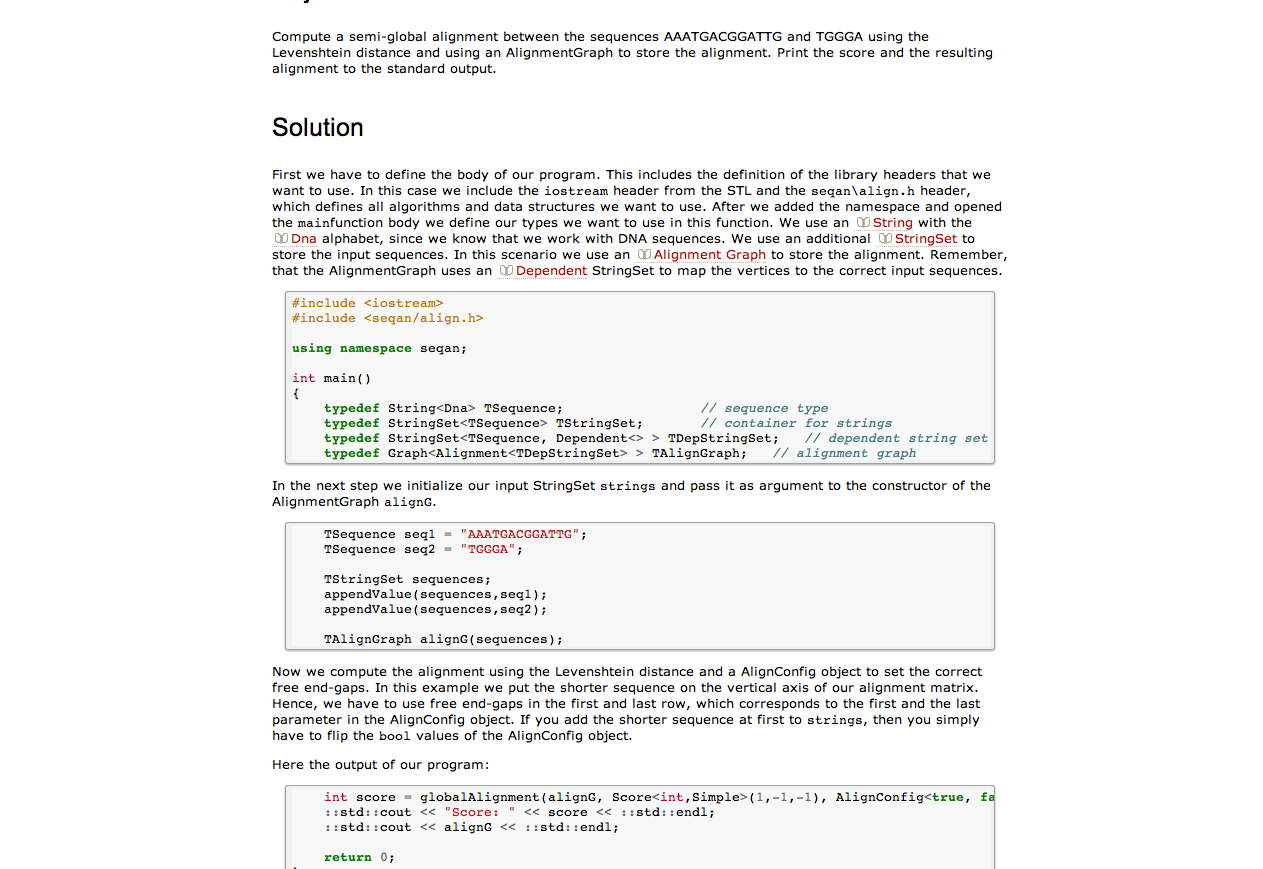 Compute a semi-global alignment between the sequences AAATGACGGATTG and TGGGA using the
Levenshtein distance and using an AlignmentGraph to store the alignment. Print the score and the resulting
alignment to the standard output.
Solution
First we have to define the body of our program. This includes the definition of the library headers that we
want to use. In this case we include the iostream header from the STL and the seqan\align.h header,
which defines all algorithms and data structures we want to use. After we added the namespace and opened
the mainfunction body we define our types we want to use in this function. We use an String with the
Dna alphabet, since we know that we work with DNA sequences. We use an additional StringSet to
store the input sequences. In this scenario we use an Alignment Graph to store the alignment. Remember,
that the AlignmentGraph uses an Dependent StringSet to map the vertices to the correct input sequences.
#include <iostream>
#include <seqan/align.h>
using namespace seqan;
int main()
{
typedef String<Dna> TSequence; // sequence type
typedef StringSet<TSequence> TStringSet; // container for strings
typedef StringSet<TSequence, Dependent<> > TDepStringSet; // dependent string set
typedef Graph<Alignment<TDepStringSet> > TAlignGraph; // alignment graph
In the next step we initialize our input StringSet strings and pass it as argument to the constructor of the
AlignmentGraph alignG.
TSequence seq1 = "AAATGACGGATTG";
TSequence seq2 = "TGGGA";
TStringSet sequences;
appendValue(sequences,seq1);
appendValue(sequences,seq2);
TAlignGraph alignG(sequences);
Now we compute the alignment using the Levenshtein distance and a AlignConfig object to set the correct
free end-gaps. In this example we put the shorter sequence on the vertical axis of our alignment matrix.
Hence, we have to use free end-gaps in the first and last row, which corresponds to the first and the last
parameter in the AlignConfig object. If you add the shorter sequence at first to strings, then you simply
have to flip the bool values of the AlignConfig object.
Here the output of our program:
int score = globalAlignment(alignG, Score<int,Simple>(1,-1,-1), AlignConfig<true, fa
::std::cout << "Score: " << score << ::std::endl;
::std::cout << alignG << ::std::endl;
return 0;